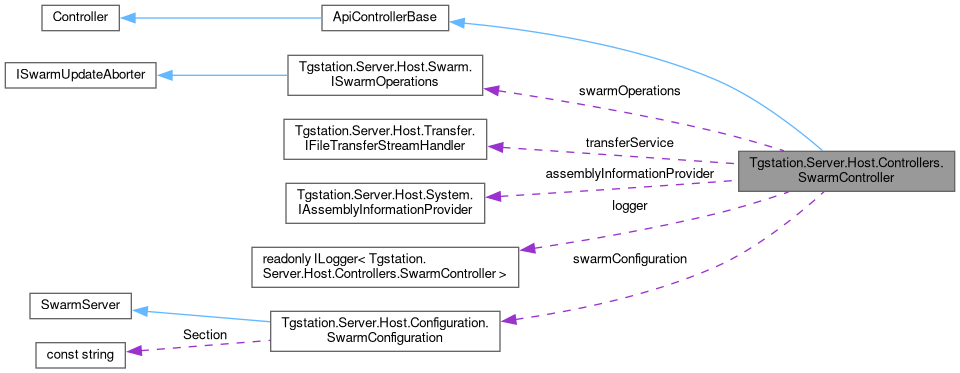 Controller
ApiControllerBase
ISwarmUpdateAborter
Tgstation.Server.Host.Swarm.
ISwarmOperations
swarmOperations
Tgstation.Server.Host.Transfer.
IFileTransferStreamHandler
transferService
Tgstation.Server.Host.Controllers.
SwarmController
assemblyInformationProvider
Tgstation.Server.Host.System.
IAssemblyInformationProvider
logger
readonly ILogger< Tgstation.
Server.Host.Controllers.SwarmController >
swarmConfiguration
SwarmServer
Tgstation.Server.Host.Configuration.
SwarmConfiguration
Section
const string